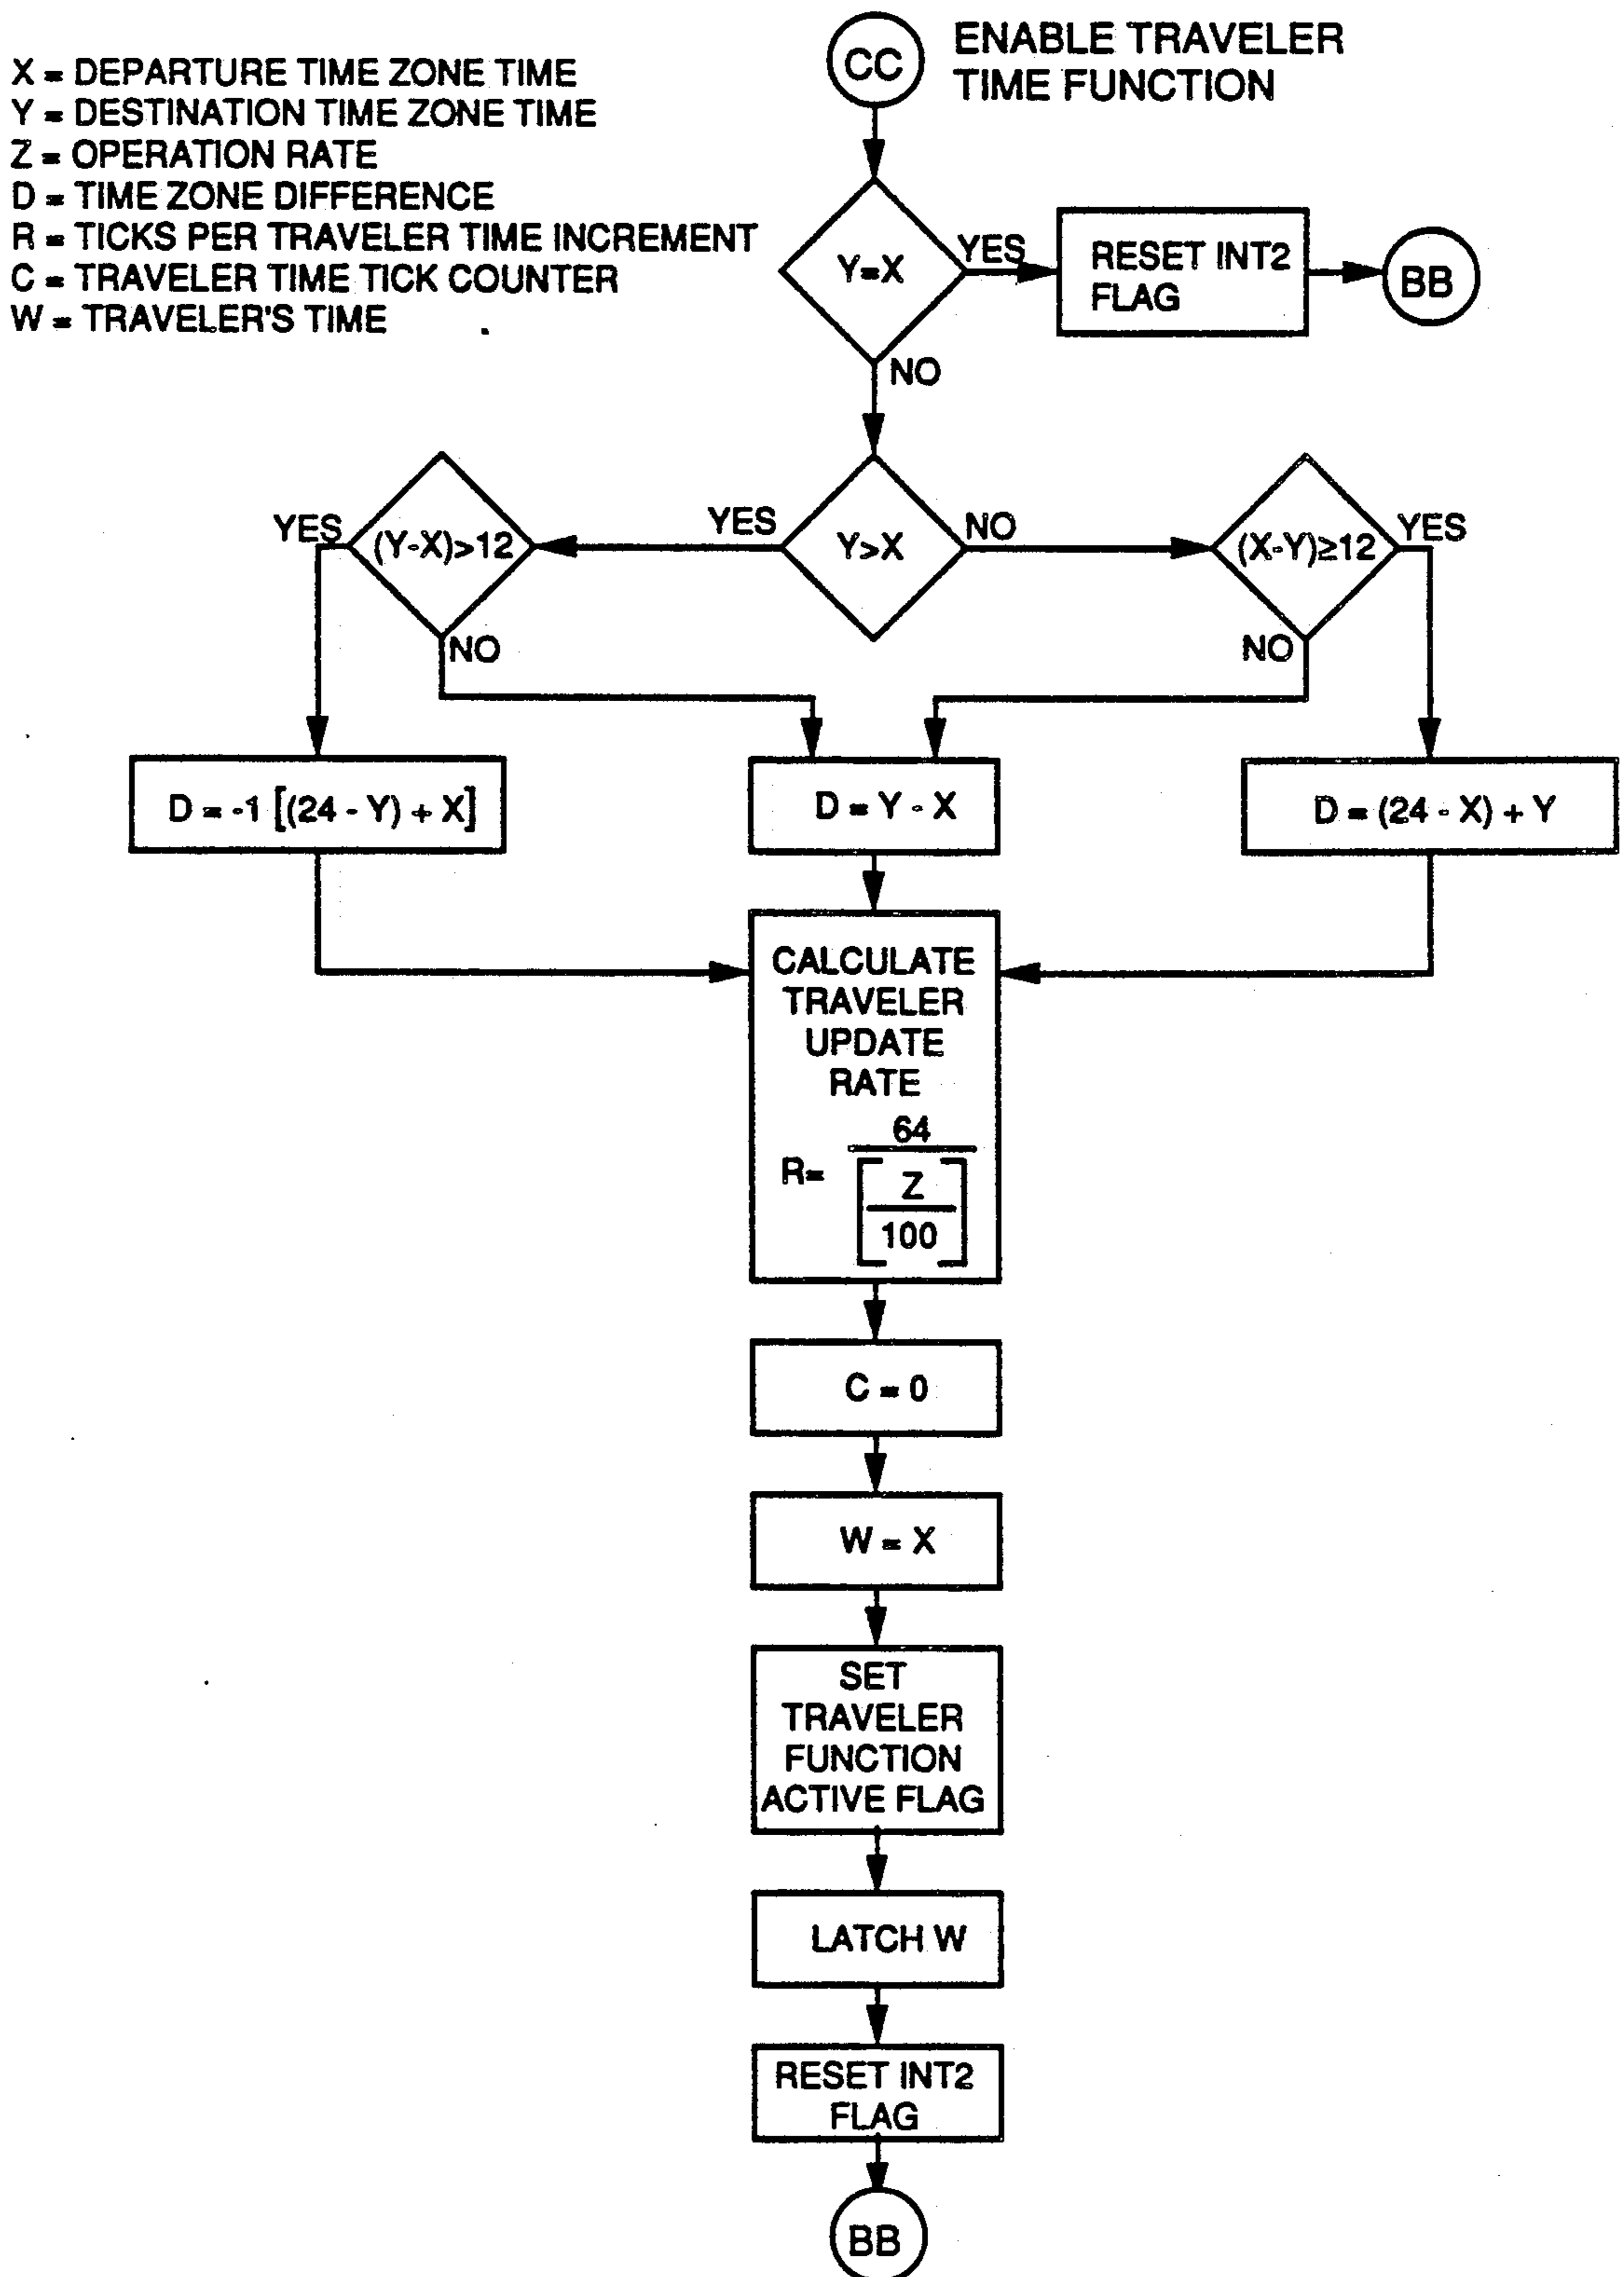 X = DEPARTURE TIME ZONE TIME
Y = DESTINATION TIME ZONE TIME
Z = OPERATION RATE
D = TIME ZONE DIFFERENCE
R = TICKS PER TRAVELER TIME INCREMENT
C = TRAVELER TIME TICK COUNTER
W = TRAVELER'S TIME
CC
ENABLE TRAVELER
TIME FUNCTION
Y=X
YES
RESET INT2
FLAG
BB
NO
YES
(Y-X)>12
YES
Y>X
NO
(X-Y)≥12
YES
NO
NO
D = -1 [(24 - Y) + X]
D = Y - X
D = (24 - X) + Y
CALCULATE
TRAVELER
UPDATE
RATE
64
R=
[Z
100]
C = 0
W = X
SET
TRAVELER
FUNCTION
ACTIVE FLAG
LATCH W
RESET INT2
FLAG
BB